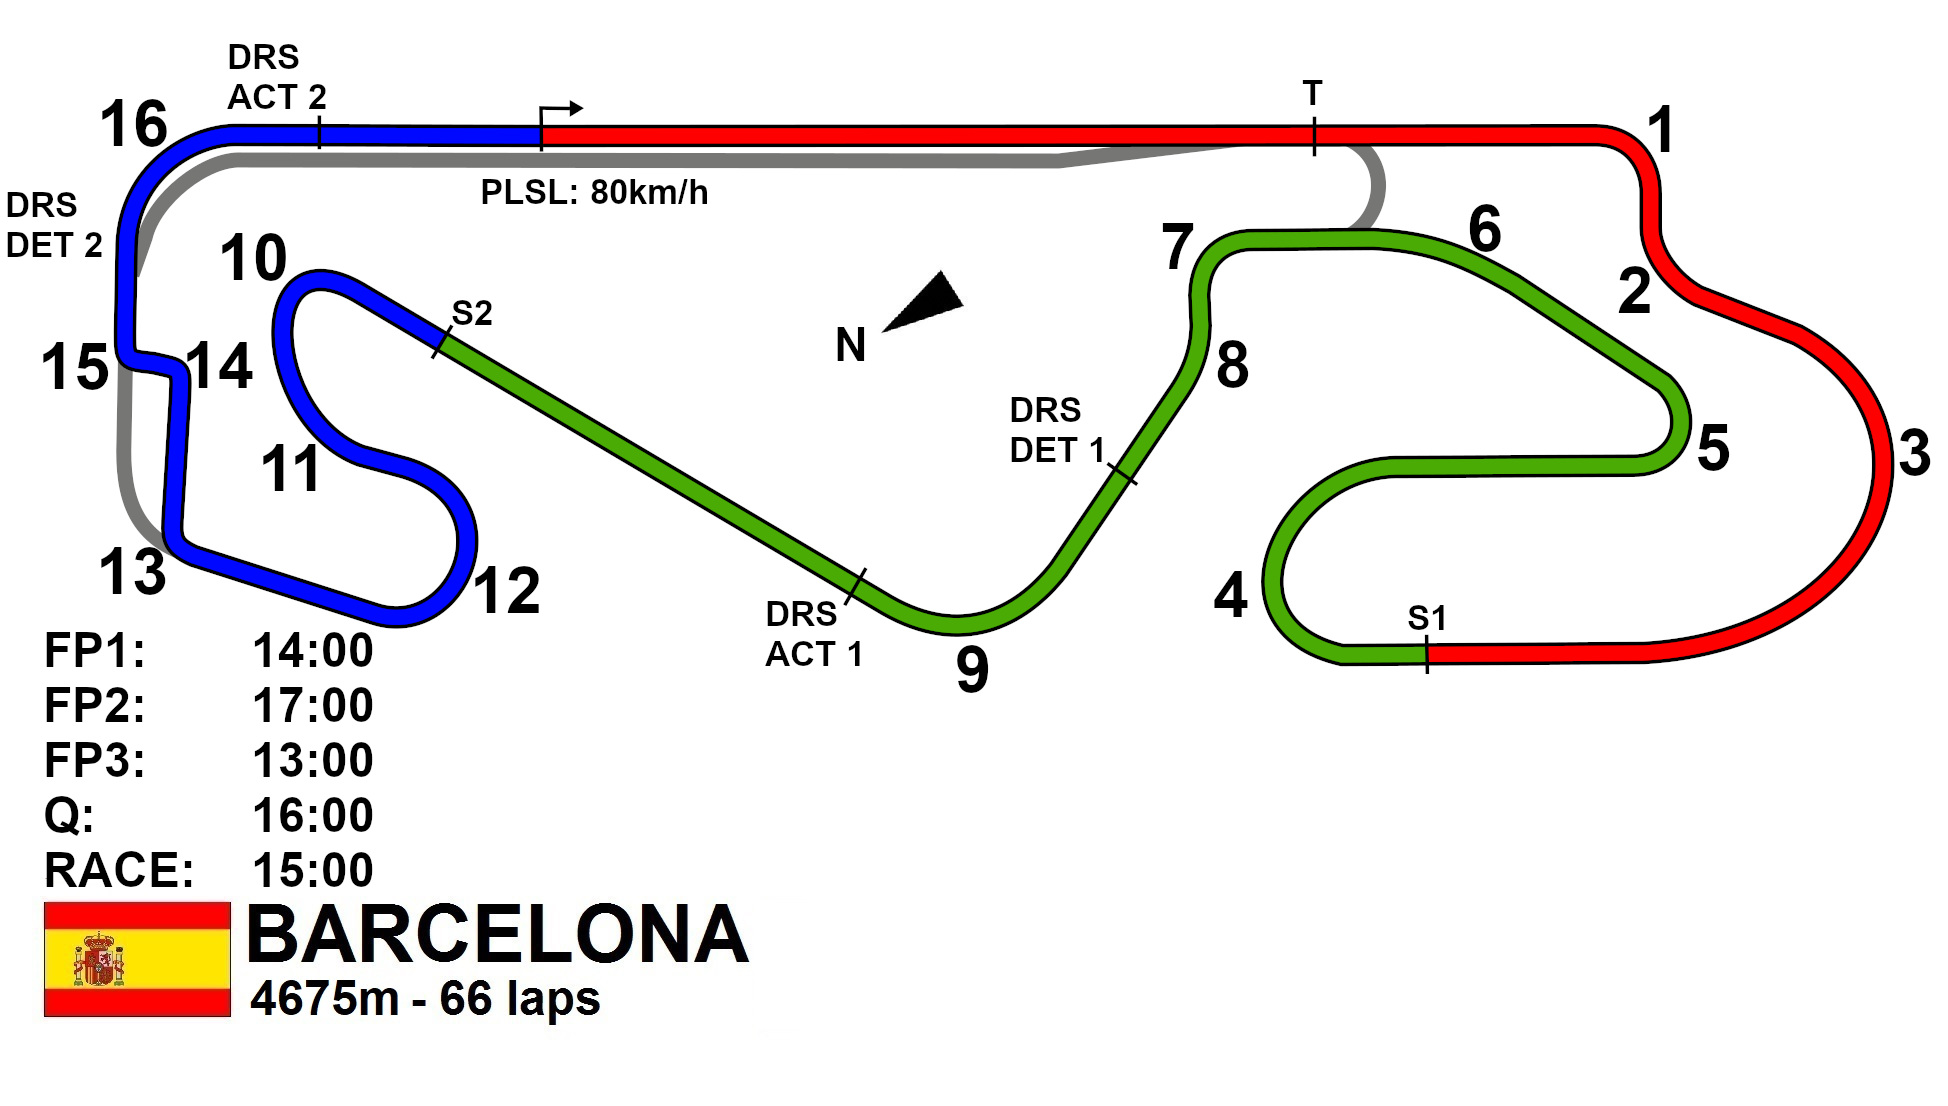 DRS
ACT 2
16
T
1
PLSL: 80km/h
DRS
DET 2
10
7
6
2
S2
N
15
14
8
DRS
DET 1
11
5
3
13
12
4
DRS
ACT 1
S1
9
FP1: 14:00
FP2: 17:00
FP3: 13:00
Q: 16:00
RACE: 15:00
BARCELONA
4675m - 66 laps